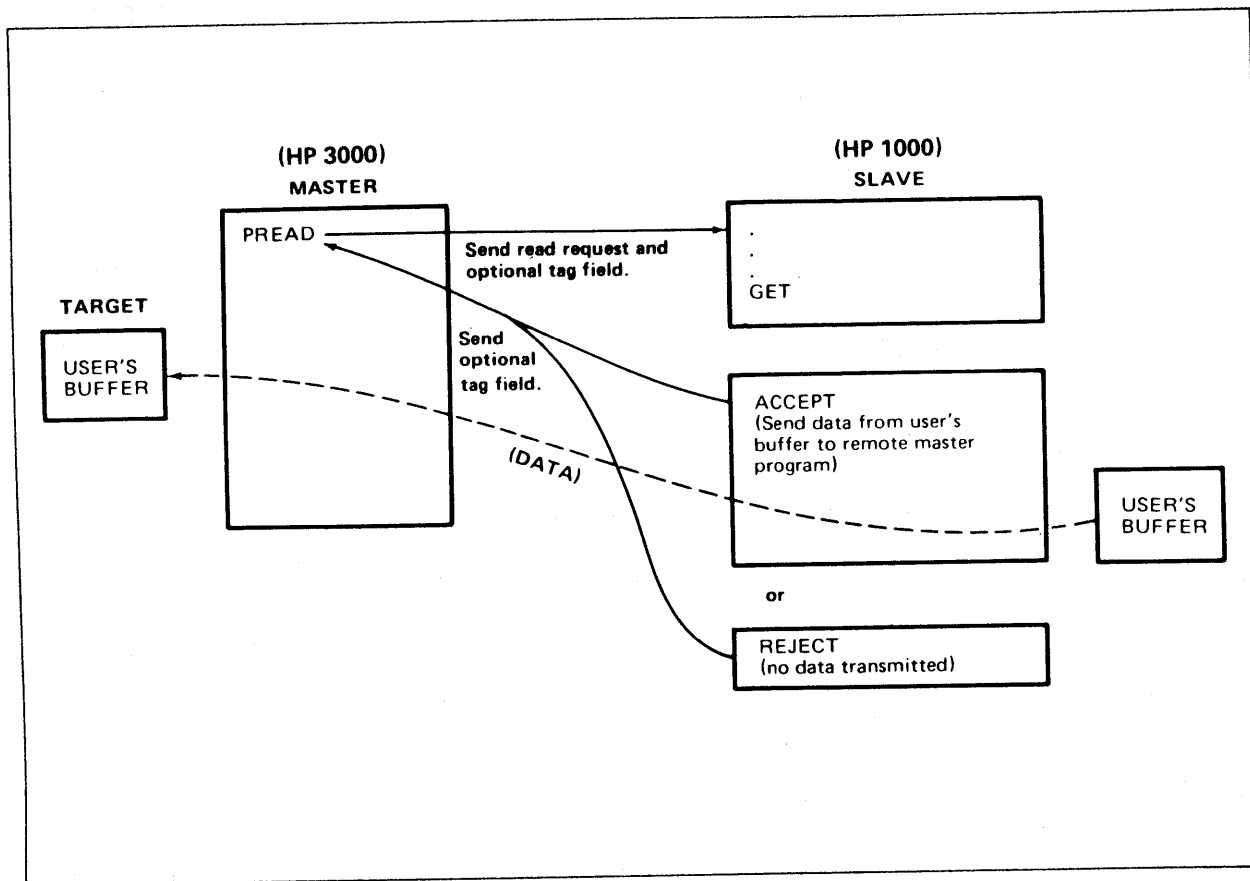 (HP 3000)
MASTER
(HP 1000)
SLAVE
PREAD
Send read request and
optional tag field.
.
.
.
GET
TARGET
USER'S
BUFFER
Send
optional
tag field.
(DATA)
ACCEPT
(Send data from user's
buffer to remote master
program)
USER'S
BUFFER
or
REJECT
(no data transmitted)